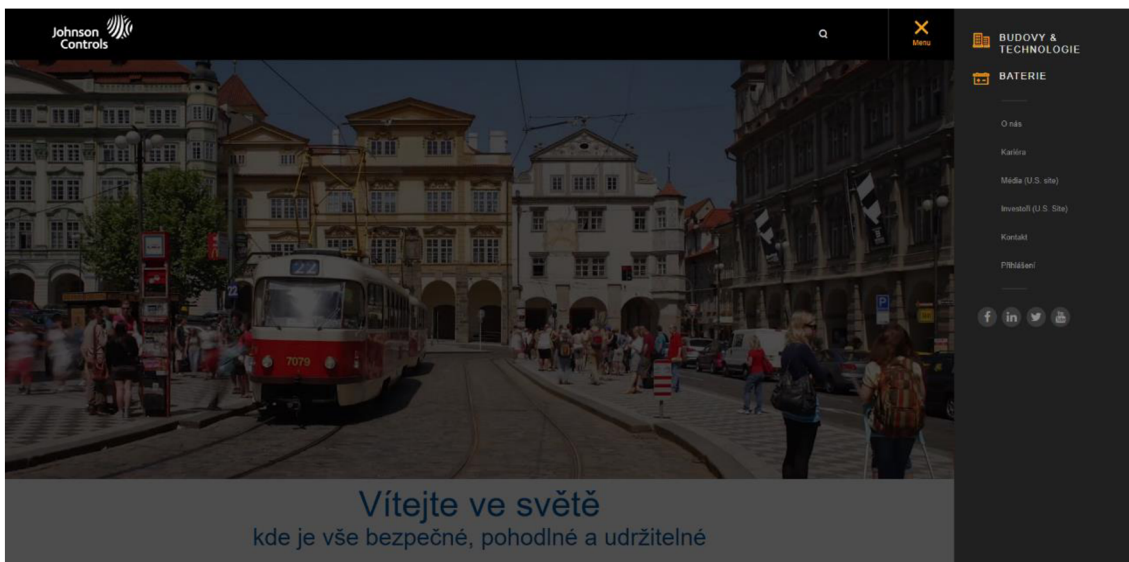 Johnson
Controls
Menu
BUDOVY &
TECHNOLOGIE
BATERIE
O nás
Kariéra
Média (U.S. site)
Investoři (U.S. Site)
Kontakt
Přihlášení
22
22
7079
P
Vítejte ve světě
kde je vše bezpečné, pohodlné a udržitelné